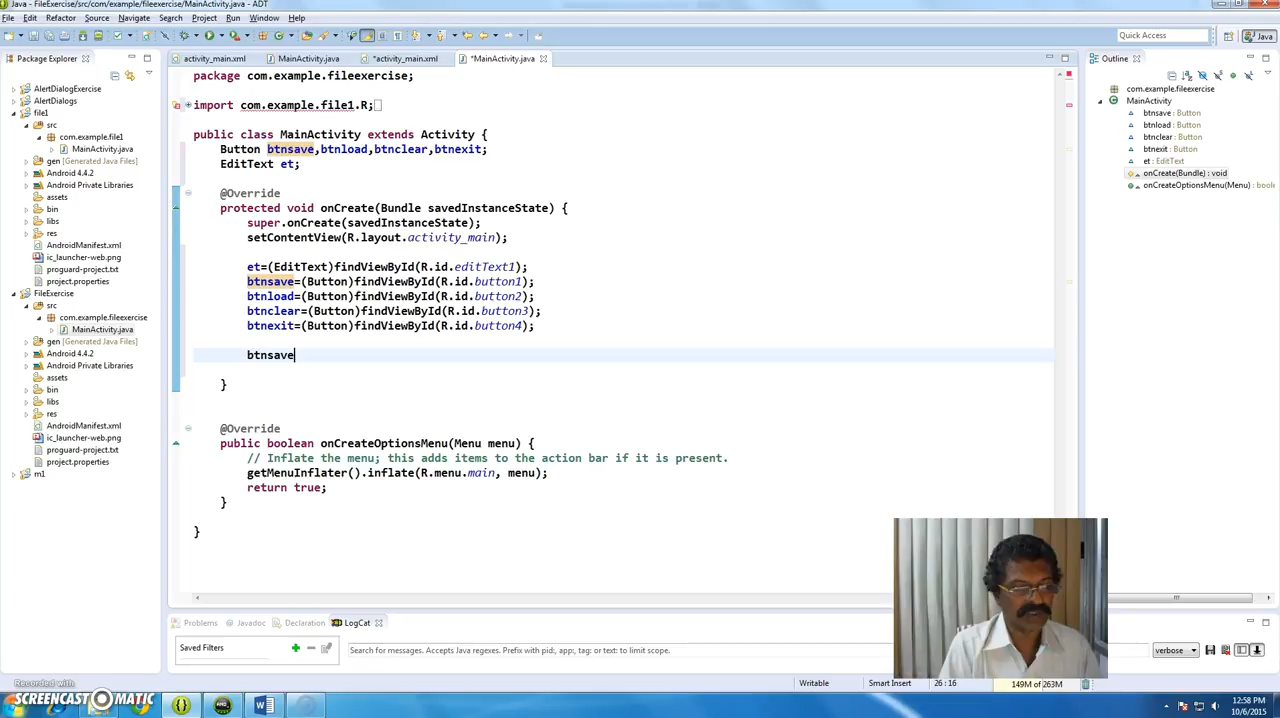 Java - FileExercise/src/com/example/fileexercise/MainActivity.java - ADT
File Edit Refactor Source Navigate Search Project Run Window Help
Quick Access
Java
Package Explorer
activity_main.xml
MainActivity.java
*activity_main.xml
*MainActivity.java
Outline
AlertDialogExercise
AlertDialogs
file1
src
com.example.file1
MainActivity.java
gen [Generated Java Files]
Android 4.4.2
Android Private Libraries
assets
bin
libs
res
AndroidManifest.xml
ic_launcher-web.png
proguard-project.txt
project.properties
FileExercise
src
com.example.fileexercise
MainActivity.java
gen [Generated Java Files]
Android 4.4.2
Android Private Libraries
assets
bin
libs
res
AndroidManifest.xml
ic_launcher-web.png
proguard-project.txt
project.properties
m1
package com.example.fileexercise;
import com.example.file1.R;
public class MainActivity extends Activity {
Button btnsave,btnload,btnclear,btnexit;
EditText et;
@Override
protected void onCreate(Bundle savedInstanceState) {
super.onCreate(savedInstanceState);
setContentView(R.layout.activity_main);
et=(EditText)findViewById(R.id.editText1);
btnsave=(Button)findViewById(R.id.button1);
btnload=(Button)findViewById(R.id.button2);
btnclear=(Button)findViewById(R.id.button3);
btnexit=(Button)findViewById(R.id.button4);
btnsave
}
@Override
public boolean onCreateOptionsMenu(Menu menu) {
// Inflate the menu; this adds items to the action bar if it is present.
getMenuInflater().inflate(R.menu.main, menu);
return true;
}
}
com.example.fileexercise
MainActivity
btnsave : Button
btnload : Button
btnclear : Button
btnexit : Button
et : EditText
onCreate(Bundle) : void
onCreateOptionsMenu(Menu) : boole
Problems
Javadoc
Declaration
LogCat
Saved Filters
Search for messages. Accepts Java regexes. Prefix with pid:, app:, tag: or text: to limit scope.
verbose
Writable
Smart Insert
26 : 16
149M of 263M
Recorded with
SCREENCAST MATIC
12:58 PM
10/6/2015